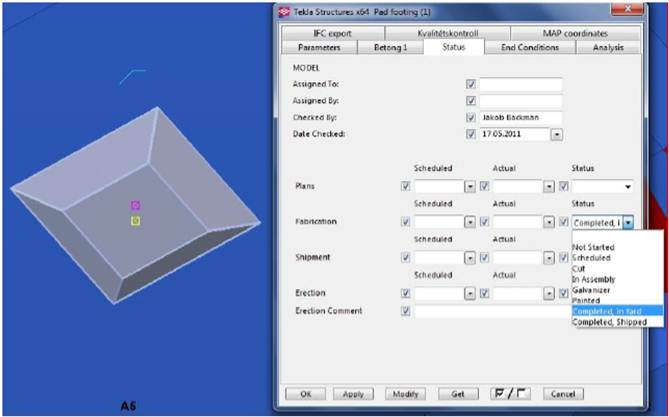 Tekla Structures x64 Pad footing (1)
IFC export Kvalitétskontroll MAP coordinates
Parameters Betong 1 Status End Conditions Analysis
MODEL
Assigned To:
Assigned By:
Checked By: Jakob Backman
Date Checked: 17.05.2011
Scheduled Actual Status
Plans
Scheduled Actual Status
Fabrication Completed, i
Scheduled Actual
Not Started
Shipment Scheduled
Cut
Scheduled Actual In Assembly
Galvanizer
Erection Painted
Erection Comment Completed, in Yard
Completed, Shipped
OK Apply Modify Get / Cancel
A6